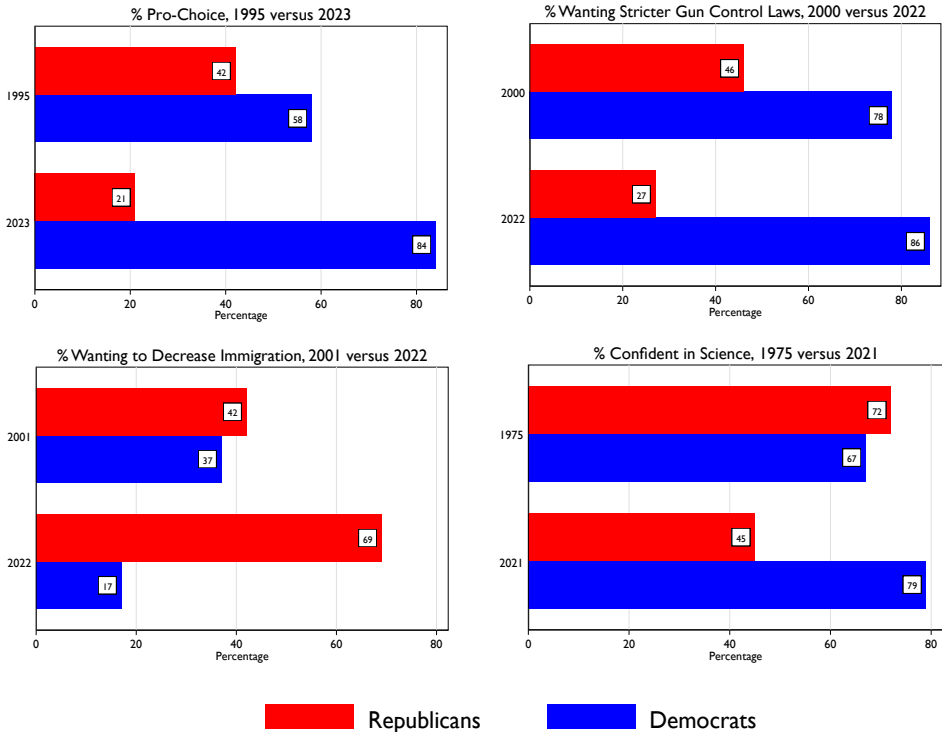 % Pro-Choice, 1995 versus 2023
1995
42
58
2023
21
84
0 20 40 60 80
Percentage
% Wanting Stricter Gun Control Laws, 2000 versus 2022
2000
46
78
2022
27
86
0 20 40 60 80
Percentage
% Wanting to Decrease Immigration, 2001 versus 2022
2001
42
37
2022
69
17
0 20 40 60 80
Percentage
% Confident in Science, 1975 versus 2021
1975
72
67
2021
45
79
0 20 40 60 80
Percentage
Republicans Democrats